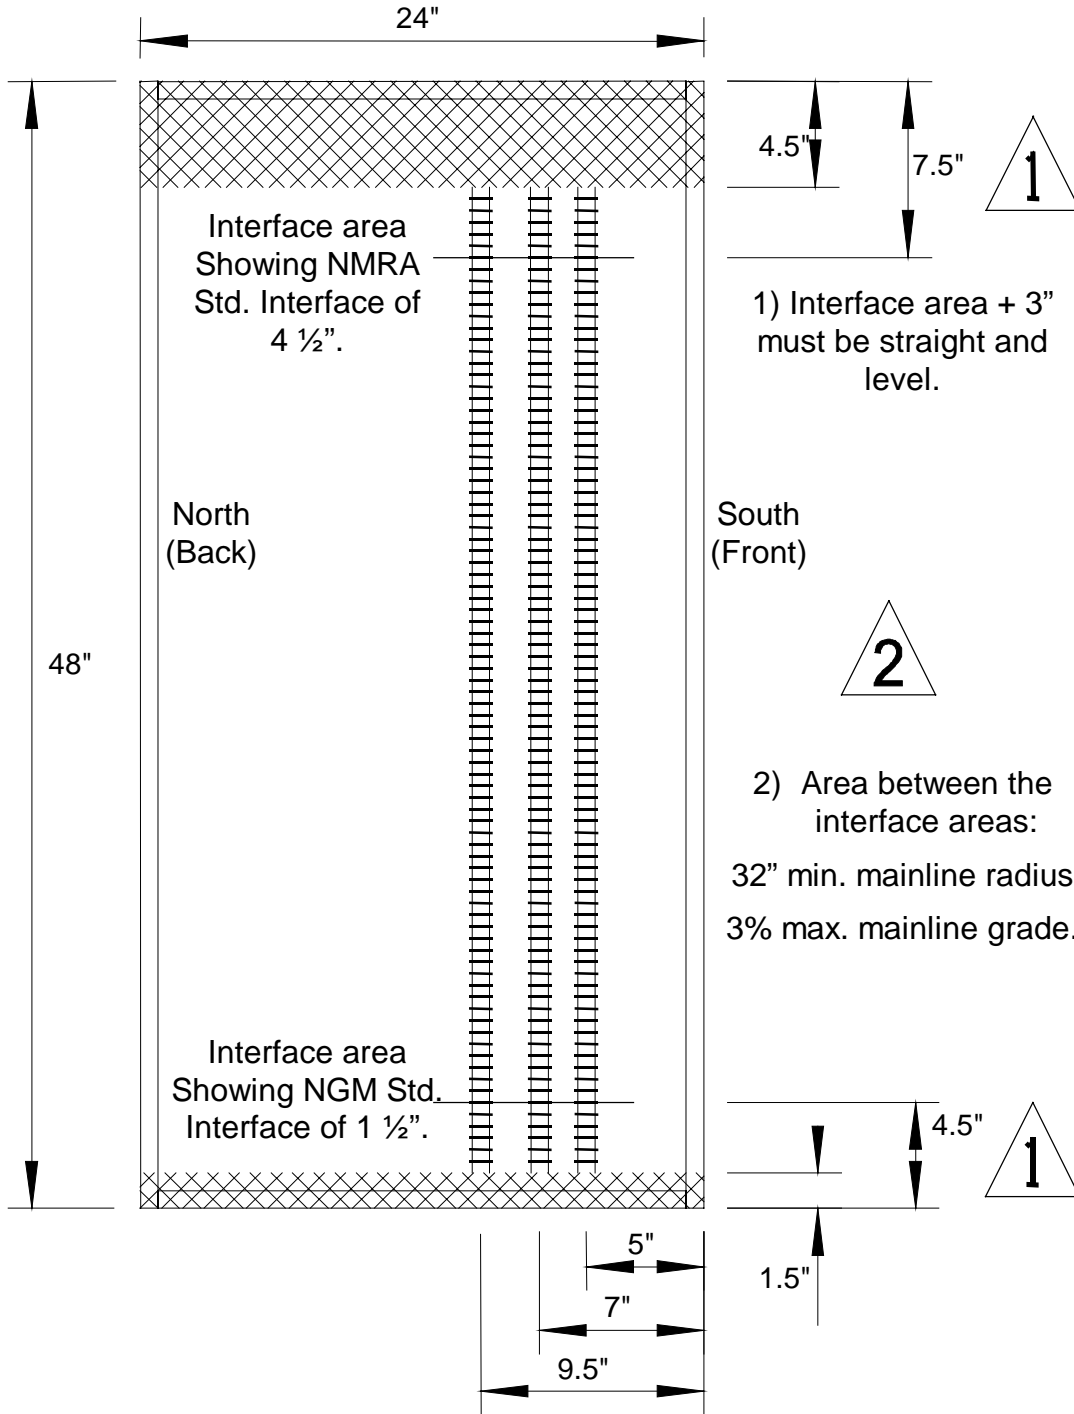 24"
4.5"
7.5"
1
Interface area
Showing NMRA
Std. Interface of
4 ½”.
1) Interface area + 3”
must be straight and
level.
North
(Back)
South
(Front)
48"
2
2) Area between the
interface areas:
32” min. mainline radius
3% max. mainline grade.
Interface area
Showing NGM Std.
Interface of 1 ½”.
4.5"
1
1.5"
5"
7"
9.5"